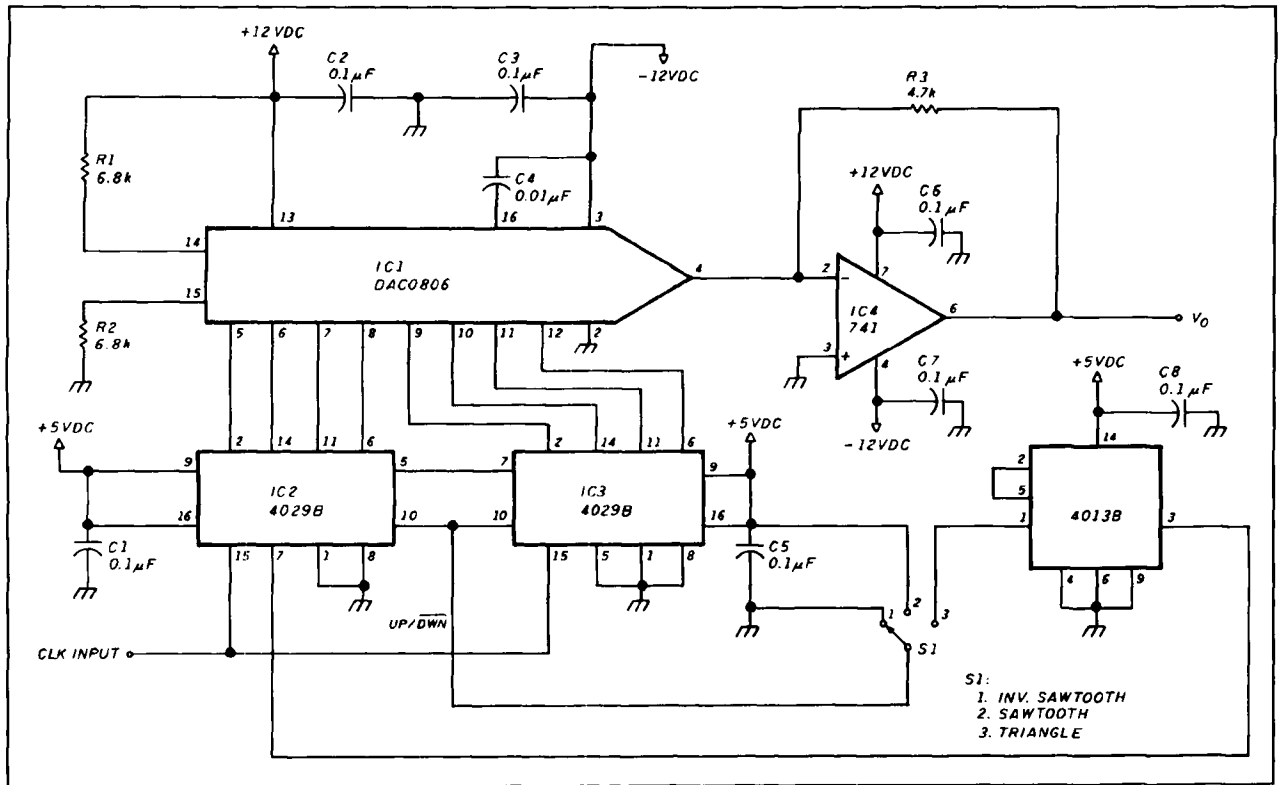 +12VDC
C2
0.1µF
C3
0.1µF
-12VDC
R3
4.7k
R1
6.8k
C4
0.01µF
+12VDC
C6
0.1µF
13
16
3
14
IC1
DAC0806
4
2
-
7
IC4
741
6
VO
15
R2
6.8k
5
6
7
8
9
10
11
12
2
3
+
4
C7
0.1µF
-12VDC
+5VDC
C8
0.1µF
14
+5VDC
2
14
11
6
2
14
11
6
+5VDC
9
IC2
4029B
5
7
IC3
4029B
9
2
5
16
10
10
16
1
4013B
3
C1
0.1µF
15
7
1
8
15
5
1
8
C5
0.1µF
4
6
9
UP/DWN
1
2
3
S1
CLK INPUT
S1:
1. INV. SAWTOOTH
2. SAWTOOTH
3. TRIANGLE